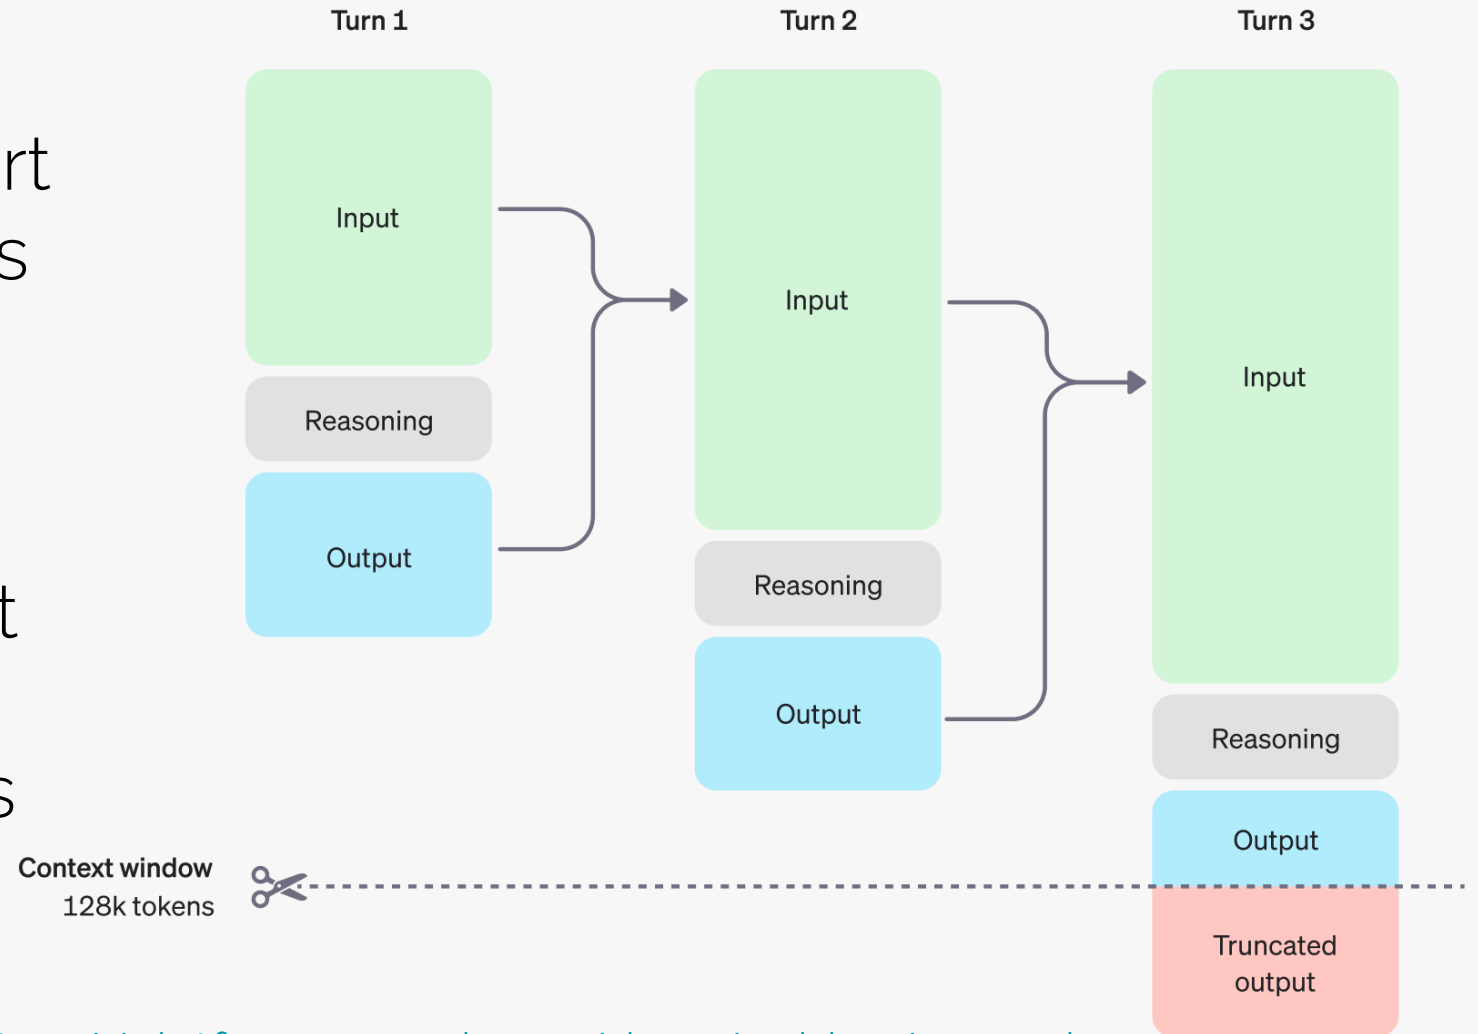 Turn 1
Turn 2
Turn 3
rt
s
Input
Input
Input
Reasoning
Output
Reasoning
t
Output
Reasoning
s
Output
Context window
128k tokens
Truncated
output